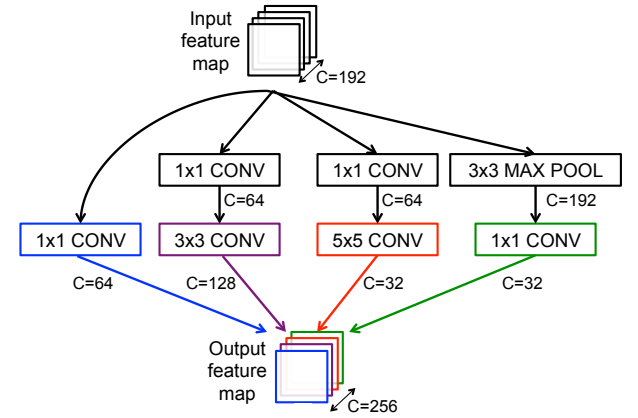 Input
feature
map
C=192
1x1 CONV
1x1 CONV
3x3 MAX POOL
C=64
C=64
C=192
1x1 CONV
3x3 CONV
5x5 CONV
1x1 CONV
C=64
C=128
C=32
C=32
Output
feature
map
C=256